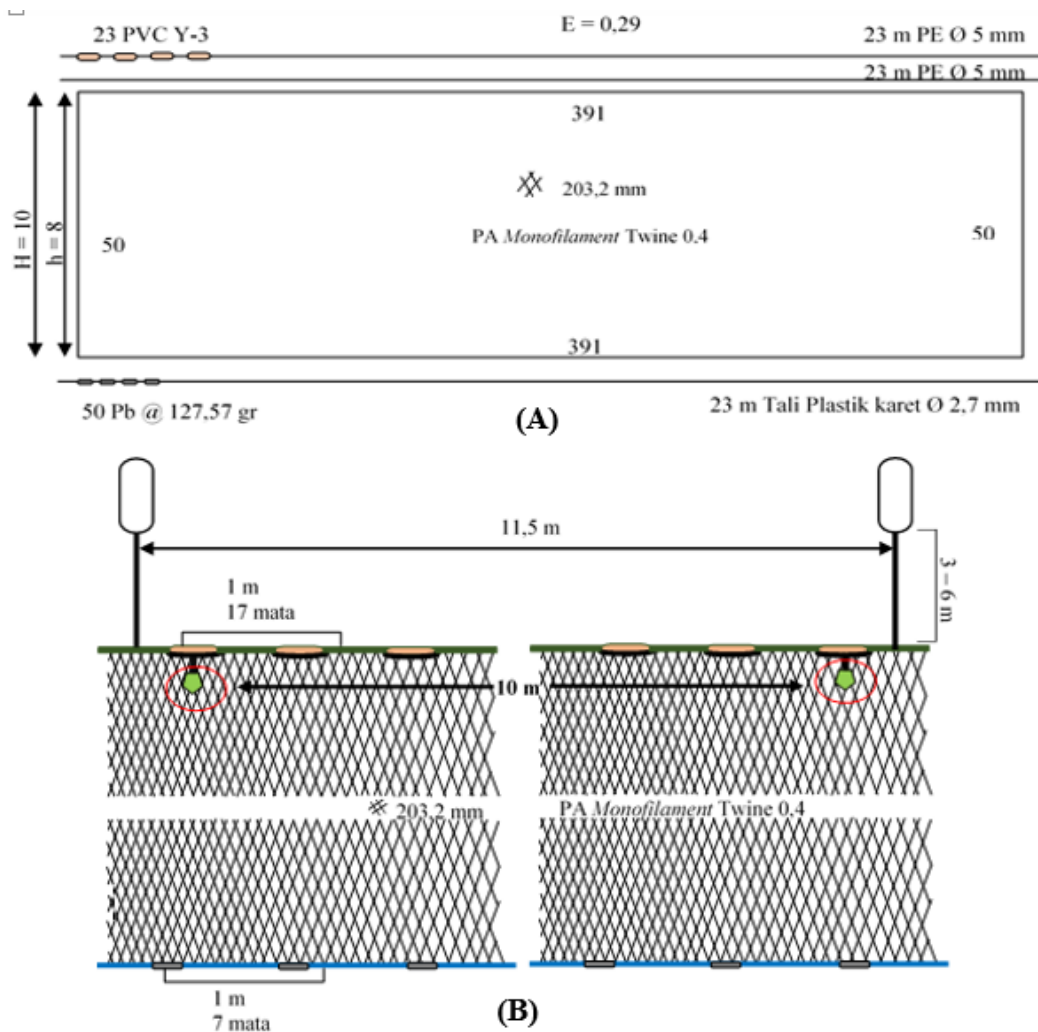 E = 0,29
23 PVC Y-3
23 m PE Ø 5 mm
23 m PE Ø 5 mm
391
203,2 mm
PA Monofilament Twine 0.4
H = 10
h = 8
50
50
391
50 Pb @ 127,57 gr
23 m Tali Plastik karet Ø 2,7 mm
(A)
11,5 m
3 – 6 m
1 m
17 mata
10 m
203,2 mm
PA Monofilament Twine 0.4
1 m
7 mata
(B)